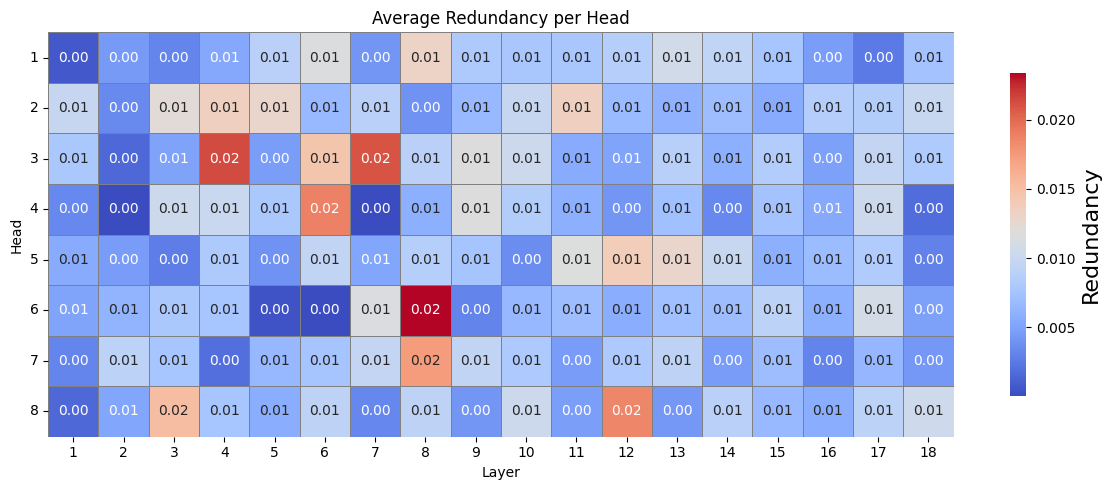 Average Redundancy per Head
1 0.00 0.00 0.00 0.01 0.01 0.01 0.00 0.01 0.01 0.01 0.01 0.01 0.01 0.01 0.01 0.00 0.00 0.01
2 0.01 0.00 0.01 0.01 0.01 0.01 0.01 0.00 0.01 0.01 0.01 0.01 0.01 0.01 0.01 0.01 0.01 0.01
3 0.01 0.00 0.01 0.02 0.00 0.01 0.02 0.01 0.01 0.01 0.01 0.01 0.01 0.01 0.01 0.00 0.01 0.01
4 0.00 0.00 0.01 0.01 0.01 0.02 0.00 0.01 0.01 0.01 0.01 0.00 0.01 0.00 0.01 0.01 0.01 0.00
5 0.01 0.00 0.00 0.01 0.00 0.01 0.01 0.01 0.01 0.00 0.01 0.01 0.01 0.01 0.01 0.01 0.01 0.00
6 0.01 0.01 0.01 0.01 0.00 0.00 0.01 0.02 0.00 0.01 0.01 0.01 0.01 0.01 0.01 0.01 0.01 0.00
7 0.00 0.01 0.01 0.00 0.01 0.01 0.01 0.02 0.01 0.01 0.00 0.01 0.01 0.00 0.01 0.00 0.01 0.00
8 0.00 0.01 0.02 0.01 0.01 0.01 0.00 0.01 0.00 0.01 0.00 0.02 0.00 0.01 0.01 0.01 0.01 0.01
1 2 3 4 5 6 7 8 9 10 11 12 13 14 15 16 17 18
Layer
Head
0.020
0.015
0.010
0.005
Redundancy